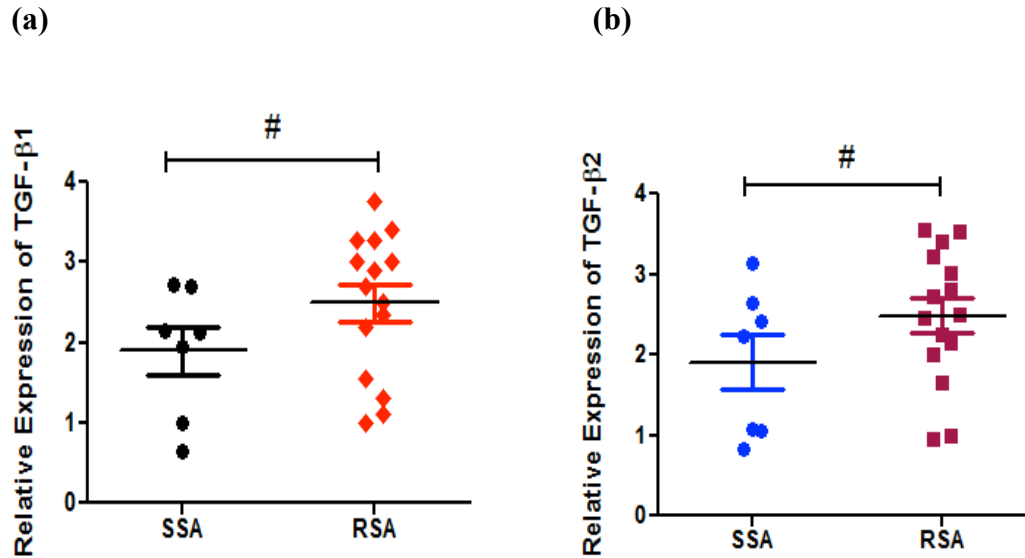 (a)
(b)
Relative Expression of TGF-β1
#
4
3
2
1
0
SSA
RSA
Relative Expression of TGF-β2
#
4
3
2
1
0
SSA
RSA